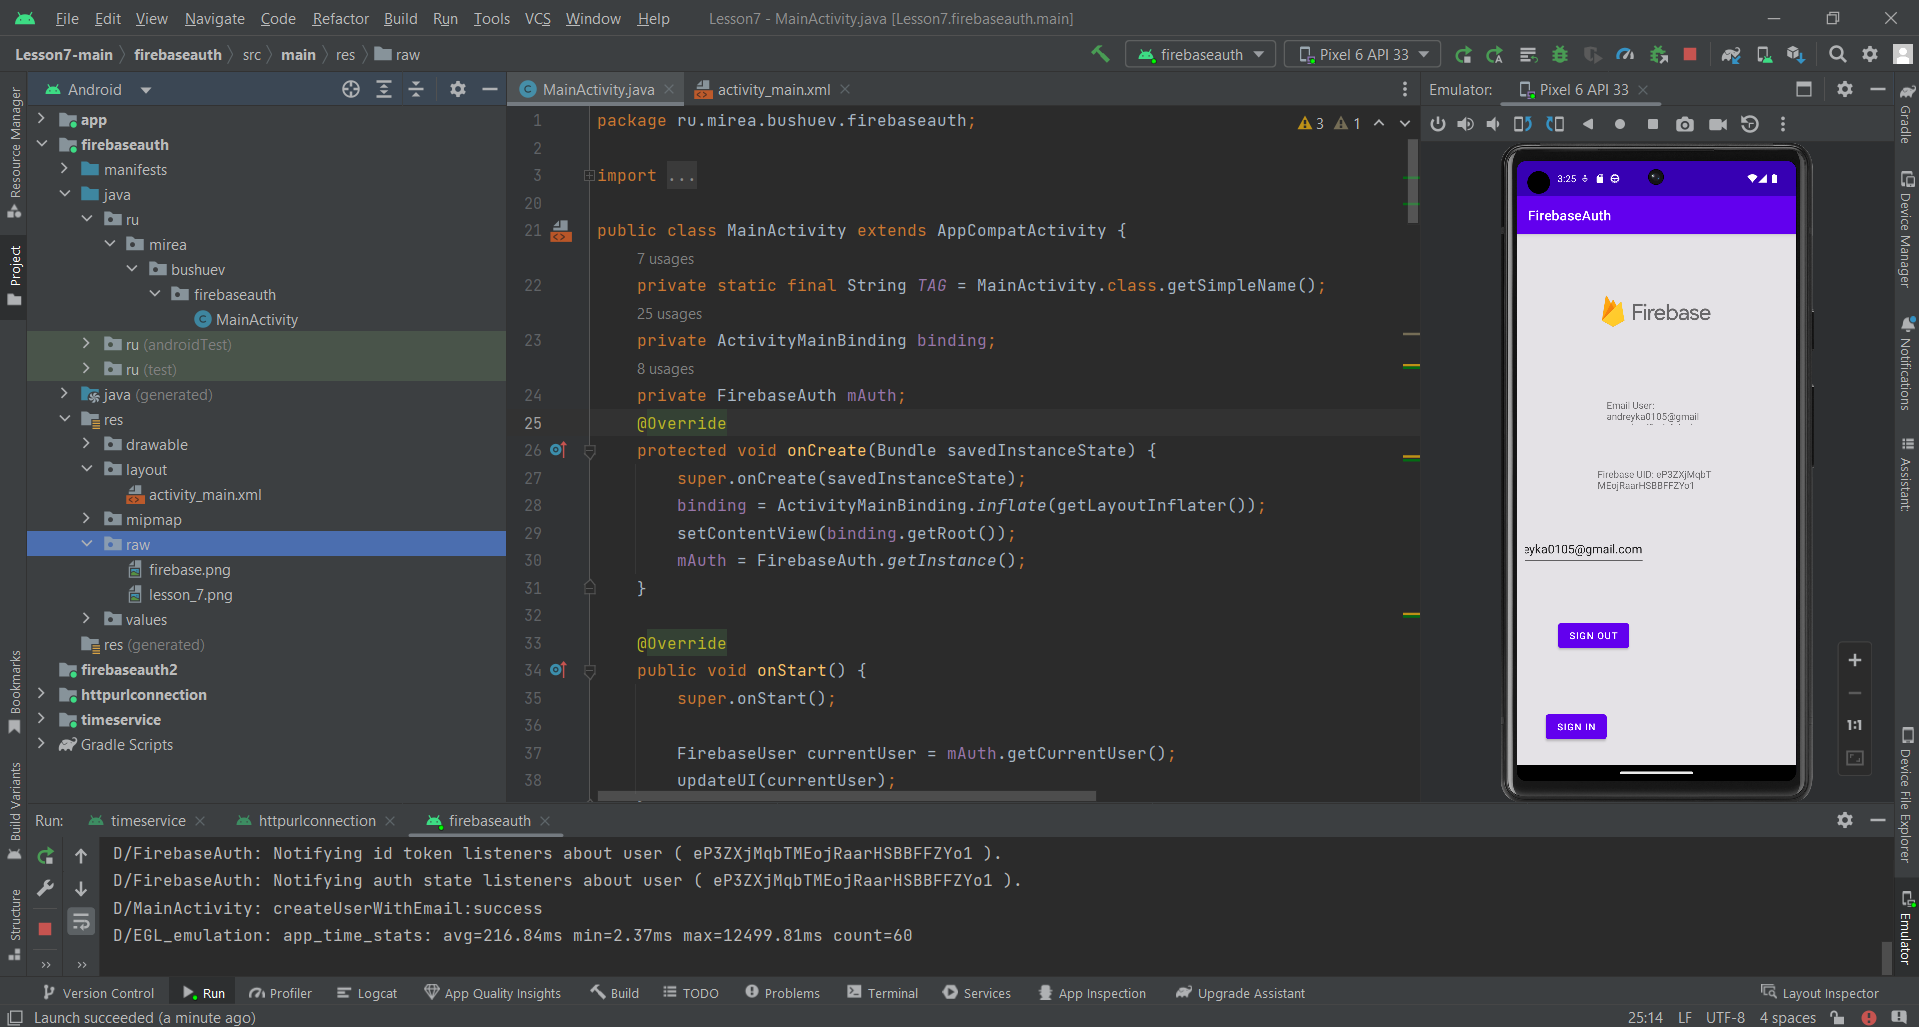 File Edit View Navigate Code Refactor Build Run Tools VCS Window Help Lesson7 - MainActivity.java [Lesson7.firebaseauth.main]
Lesson7-main firebaseauth src main res raw firebaseauth Pixel 6 API 33
Android
MainActivity.java activity_main.xml
Emulator: Pixel 6 API 33
Resource Manager
Project
Bookmarks
Build Variants
Structure
app
firebaseauth
manifests
java
ru
mirea
bushuev
firebaseauth
MainActivity
ru (androidTest)
ru (test)
java (generated)
res
drawable
layout
activity_main.xml
mipmap
raw
firebase.png
lesson_7.png
values
res (generated)
firebaseauth2
httpurlconnection
timeservice
Gradle Scripts
3 1
1 package ru.mirea.bushuev.firebaseauth;
2
3 import ...
20
21 public class MainActivity extends AppCompatActivity {
7 usages
22 private static final String TAG = MainActivity.class.getSimpleName();
25 usages
23 private ActivityMainBinding binding;
8 usages
24 private FirebaseAuth mAuth;
25 @Override
26 protected void onCreate(Bundle savedInstanceState) {
27 super.onCreate(savedInstanceState);
28 binding = ActivityMainBinding.inflate(getLayoutInflater());
29 setContentView(binding.getRoot());
30 mAuth = FirebaseAuth.getInstance();
31 }
32
33 @Override
34 public void onStart() {
35 super.onStart();
36
37 FirebaseUser currentUser = mAuth.getCurrentUser();
38 updateUI(currentUser);
3:25
FirebaseAuth
Firebase
Email User:
andreyka0105@gmail
Firebase UID: eP3ZXjMqbT
MEojRaarHSBBFFZYo1
eyka0105@gmail.com
SIGN OUT
SIGN IN
1:1
Gradle
Device Manager
Notifications
Assistant:
Device File Explorer
Emulator
Run: timeservice httpurlconnection firebaseauth
D/FirebaseAuth: Notifying id token listeners about user ( eP3ZXjMqbTMEojRaarHSBBFFZYo1 ).
D/FirebaseAuth: Notifying auth state listeners about user ( eP3ZXjMqbTMEojRaarHSBBFFZYo1 ).
D/MainActivity: createUserWithEmail:success
D/EGL_emulation: app_time_stats: avg=216.84ms min=2.37ms max=12499.81ms count=60
Version Control Run Profiler Logcat App Quality Insights Build TODO Problems Terminal Services App Inspection Upgrade Assistant Layout Inspector
Launch succeeded (a minute ago) 25:14 LF UTF-8 4 spaces